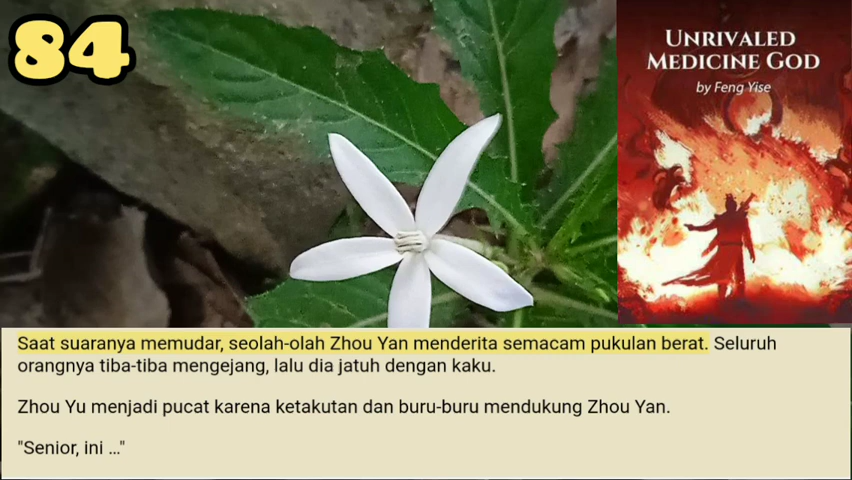 84
UNRIVALED
MEDICINE GOD
by Feng Yise
Saat suaranya memudar, seolah-olah Zhou Yan menderita semacam pukulan berat. Seluruh
orangnya tiba-tiba mengejang, lalu dia jatuh dengan kaku.
Zhou Yu menjadi pucat karena ketakutan dan buru-buru mendukung Zhou Yan.
"Senior, ini ..."